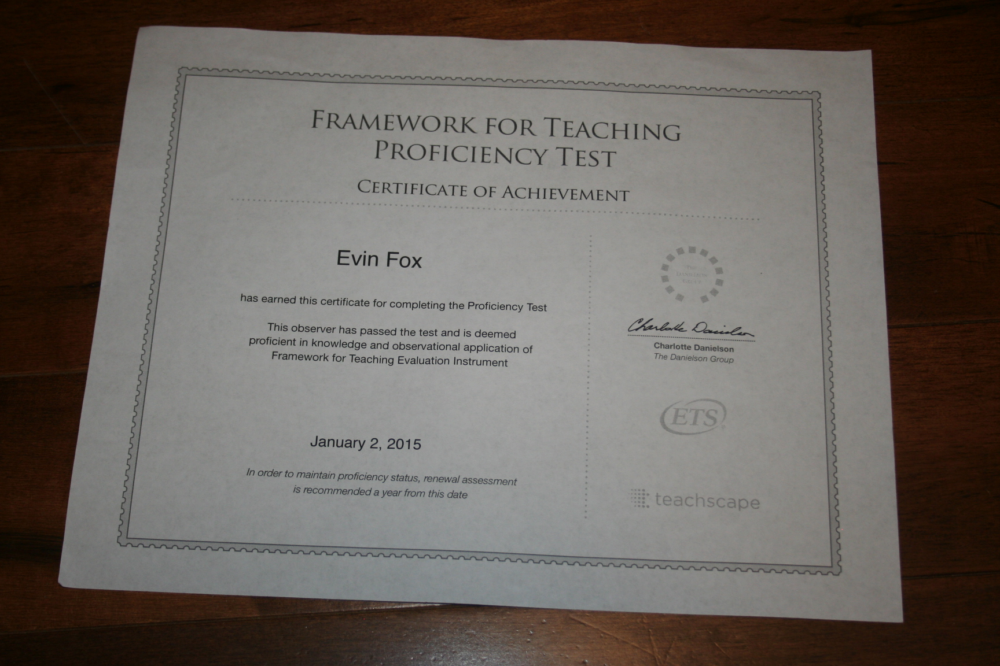 FRAMEWORK FOR TEACHING
PROFICIENCY TEST
CERTIFICATE OF ACHIEVEMENT
Evin Fox
has earned this certificate for completing the Proficiency Test
This observer has passed the test and is deemed
proficient in knowledge and observational application of
Framework for Teaching Evaluation Instrument
January 2, 2015
In order to maintain proficiency status, renewal assessment
is recommended a year from this date
THE
DANIELSON
GROUP
Charlotte Danielson
Charlotte Danielson
The Danielson Group
ETS®
teachscape